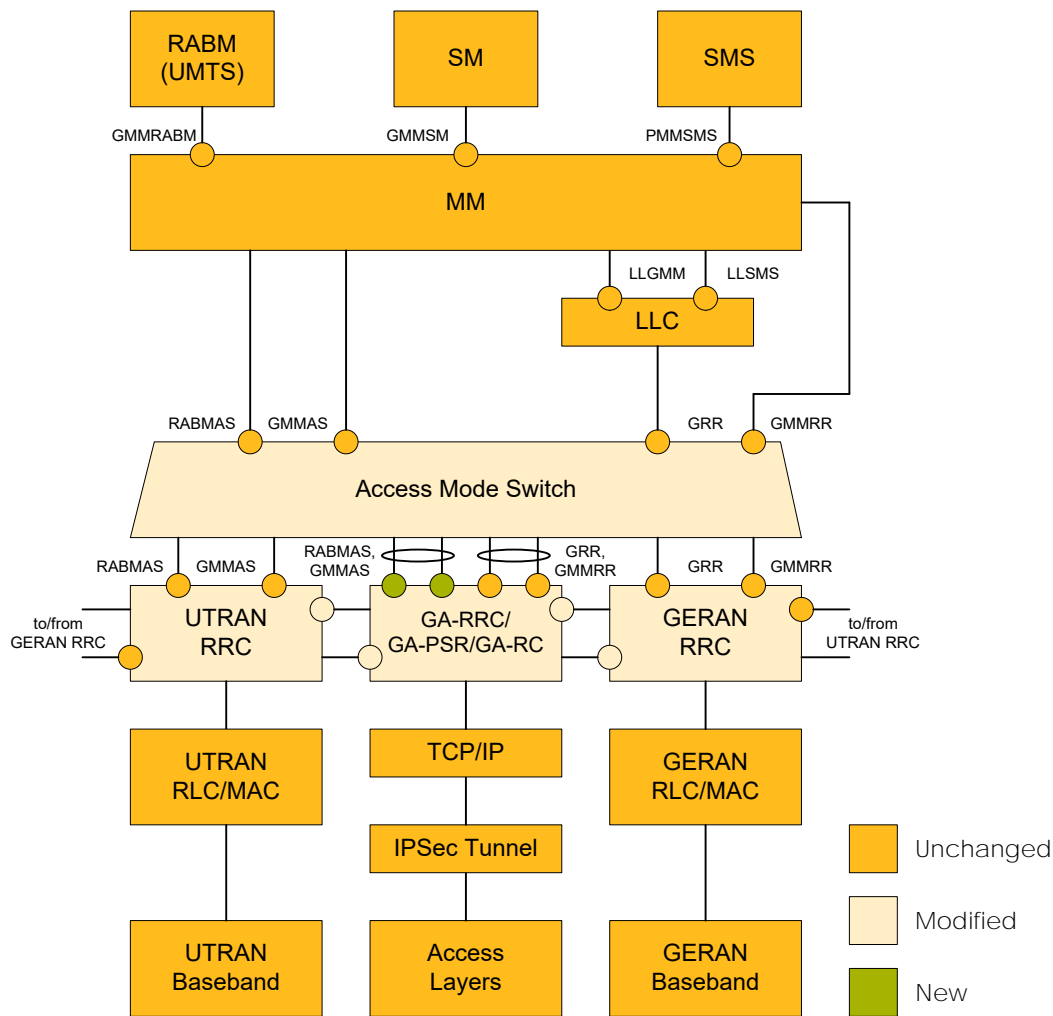 RABM
(UMTS)
SM
SMS
GMMRABM
GMMSM
PMMSMS
MM
LLGMM
LLSMS
LLC
RABMAS
GMMAS
GRR
GMMRR
Access Mode Switch
RABMAS
GMMAS
RABMAS,
GMMAS
GRR,
GMMRR
GRR
GMMRR
to/from
GERAN RRC
UTRAN
RRC
GA-RRC/
GA-PSR/GA-RC
GERAN
RRC
to/from
UTRAN RRC
UTRAN
RLC/MAC
TCP/IP
GERAN
RLC/MAC
IPSec Tunnel
UTRAN
Baseband
Access
Layers
GERAN
Baseband
Unchanged
Modified
New